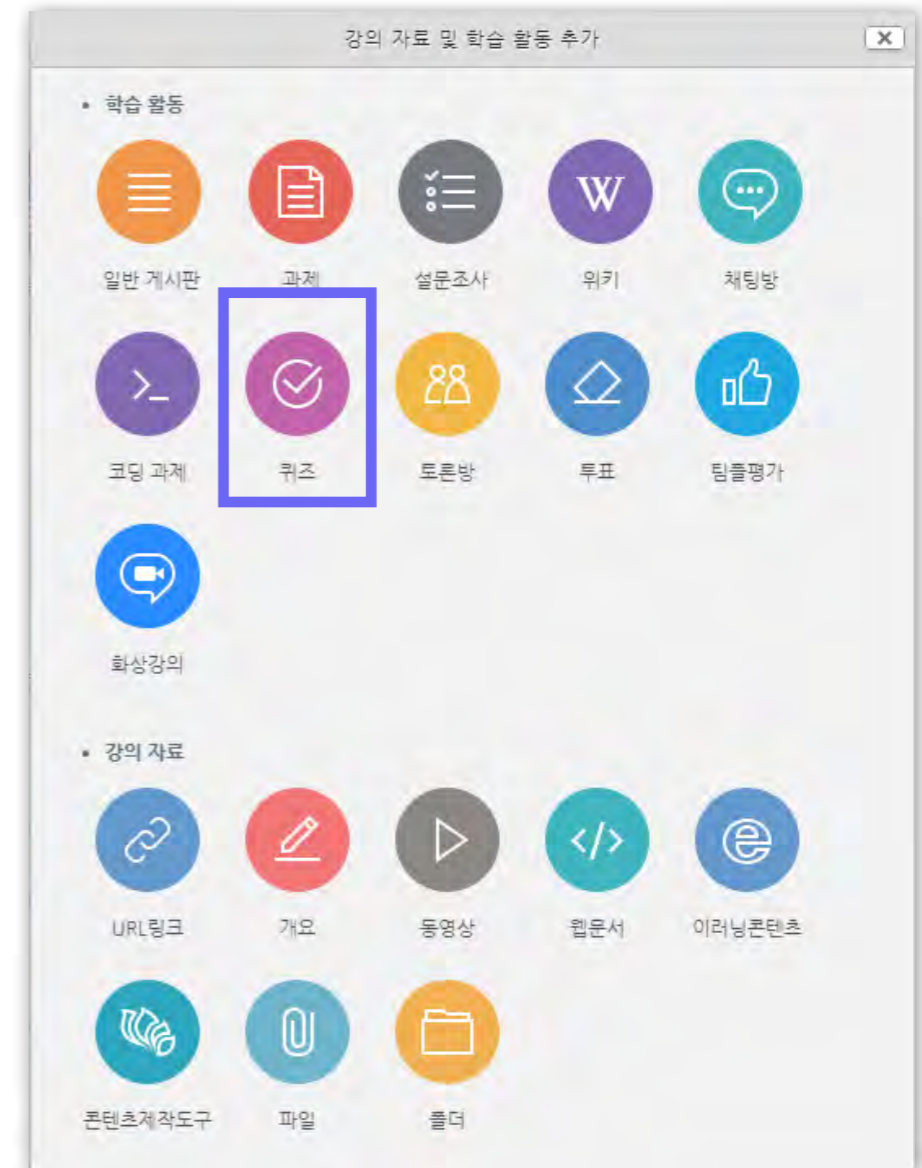 강의 자료 및 학습 활동 추가
• 학습 활동
일반 게시판 과제 설문조사 위키 채팅방
코딩 과제 퀴즈 토론방 투표 팀플평가
화상강의
• 강의 자료
URL링크 개요 동영상 웹문서 이러닝콘텐츠
콘텐츠제작도구 파일 폴더